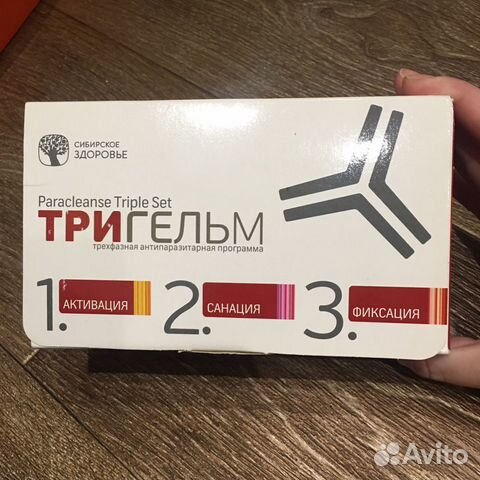 СИБИРСКОЕ
ЗДОРОВЬЕ
Paracleanse Triple Set
ТРИГЕЛЬМ
трехфазная антипаразитарная программа
1. АКТИВАЦИЯ
2. САНАЦИЯ
3. ФИКСАЦИЯ
Avito